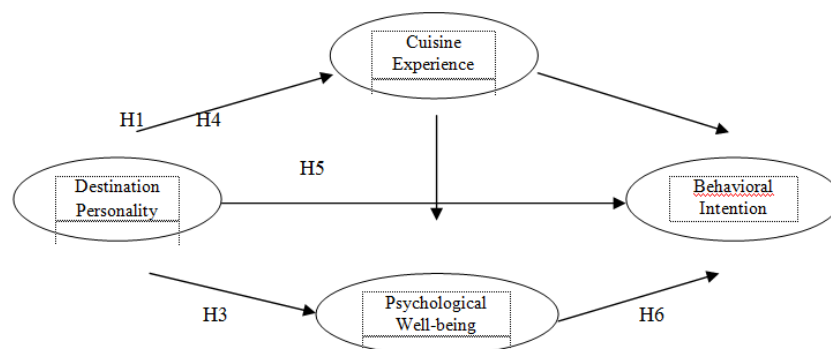 Cuisine
Experience
H1
H4
H5
Destination
Personality
Behavioral
Intention
H3
Psychological
Well-being
H6